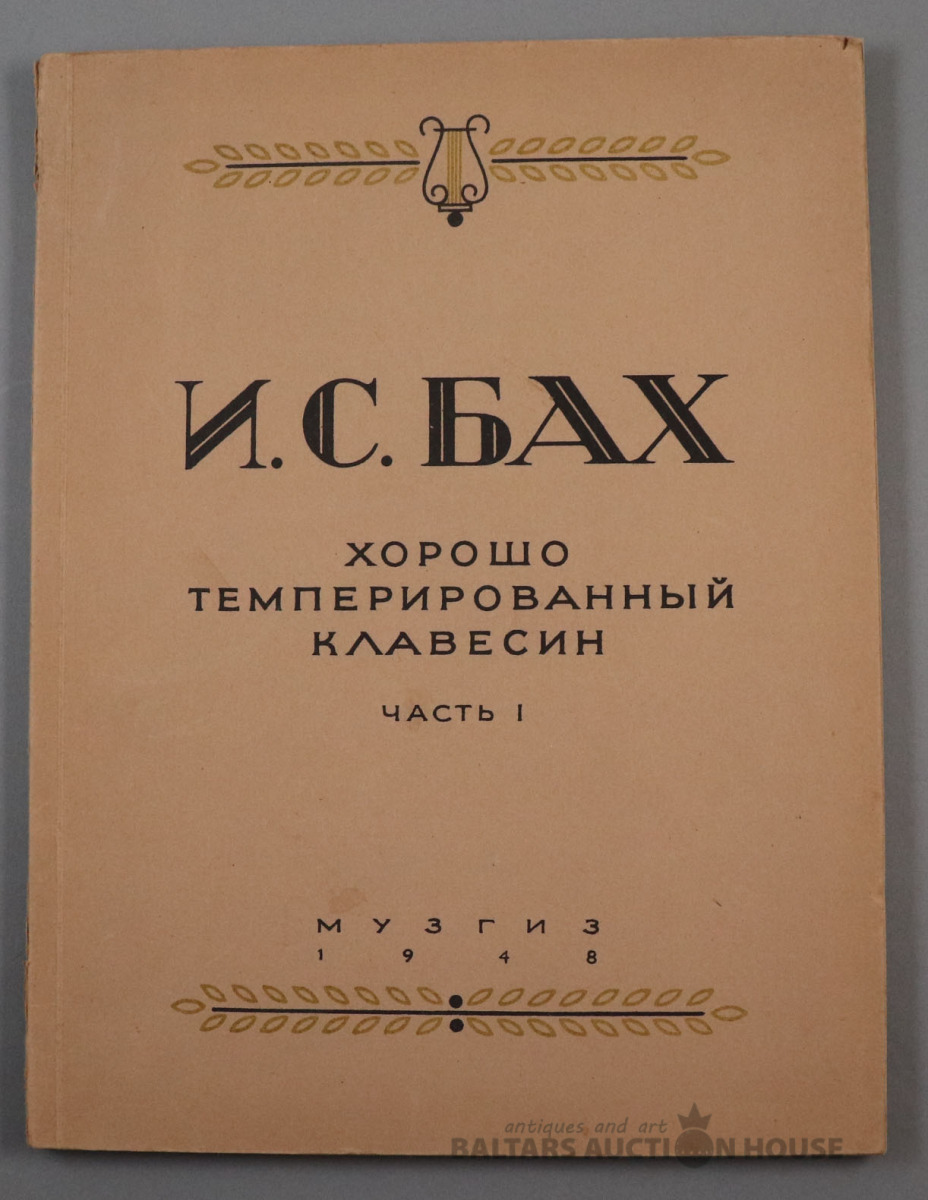 И.С.БАХ
ХОРОШО
ТЕМПЕРИРОВАННЫЙ
КЛАВЕСИН
ЧАСТЬ I
МУЗГИЗ
1948
antiques and art
BALTARS AUCTION HOUSE